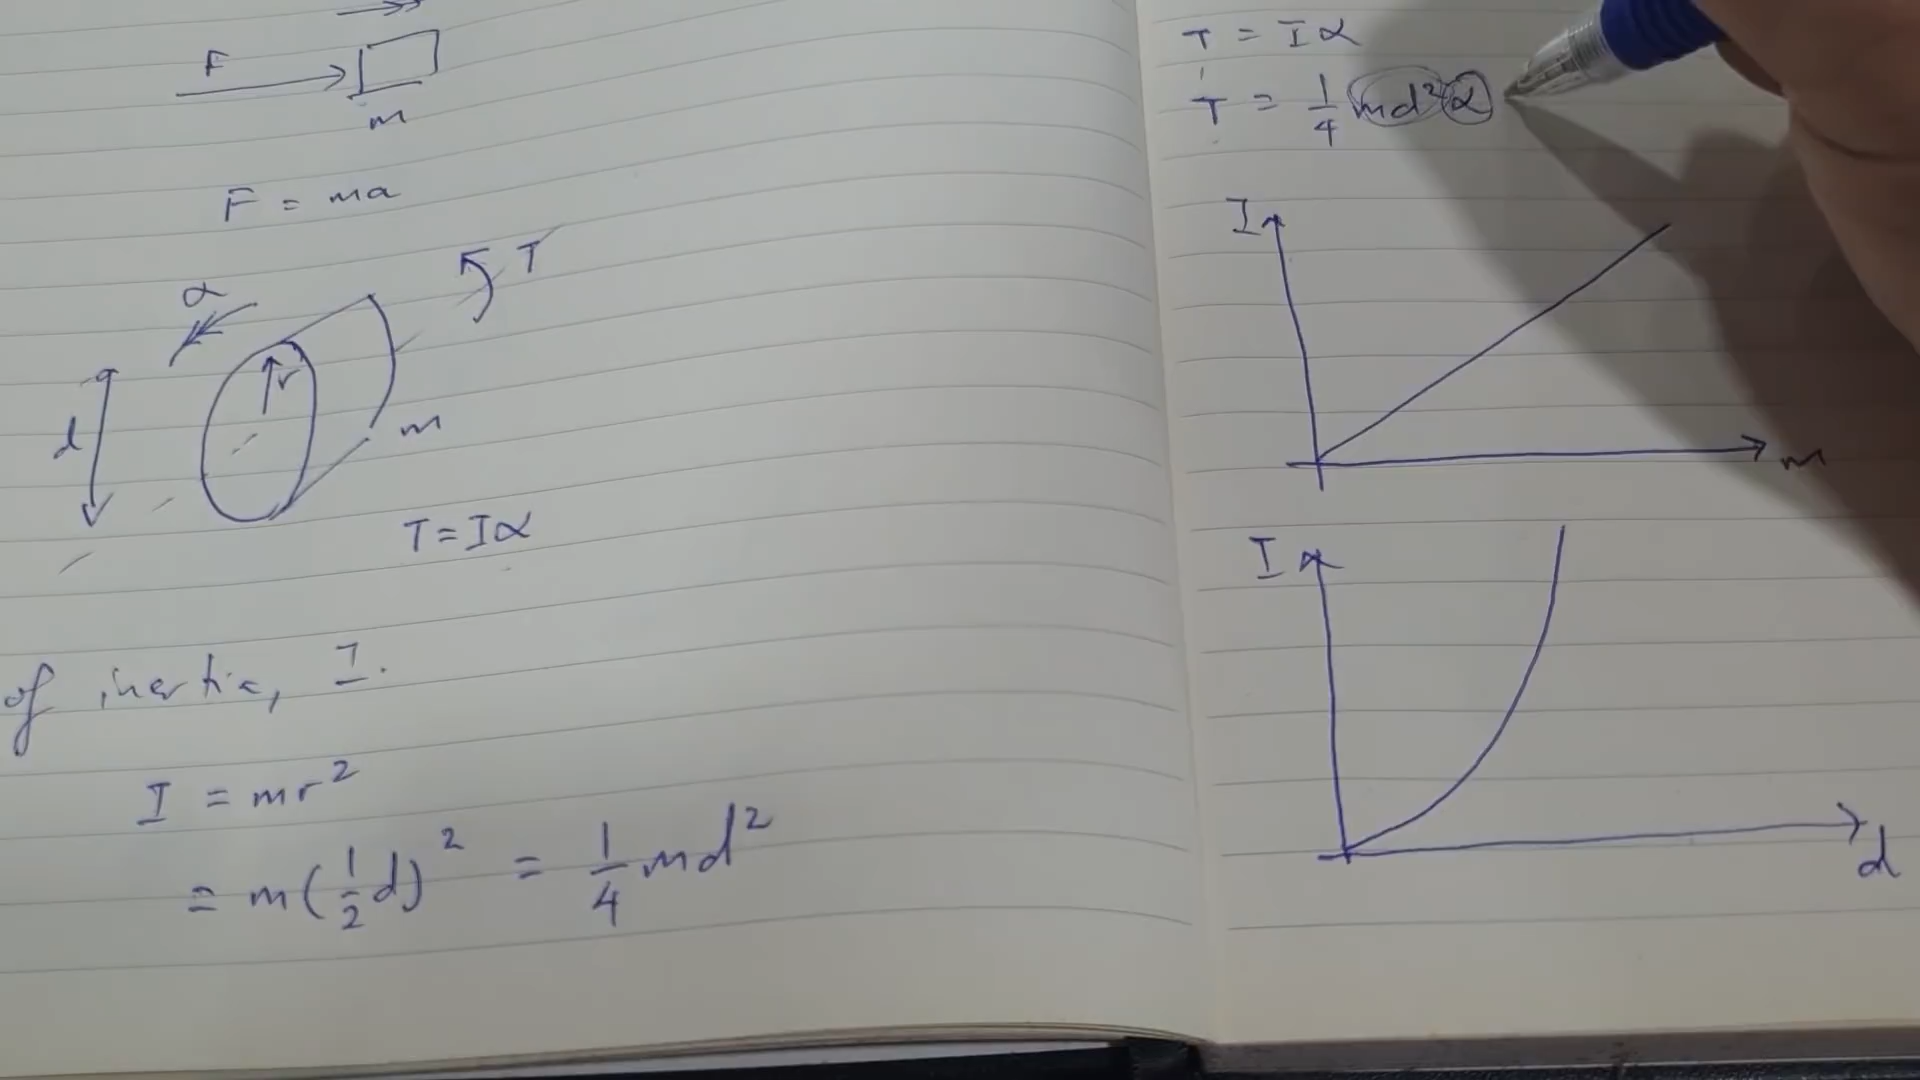 F
m
F = ma
α
T
r
d
m
T = Iα
of inertia, I.
I = mr²
= m(½d)² = ¼md²
T = Iα
T = ¼md²α
I
m
I
d